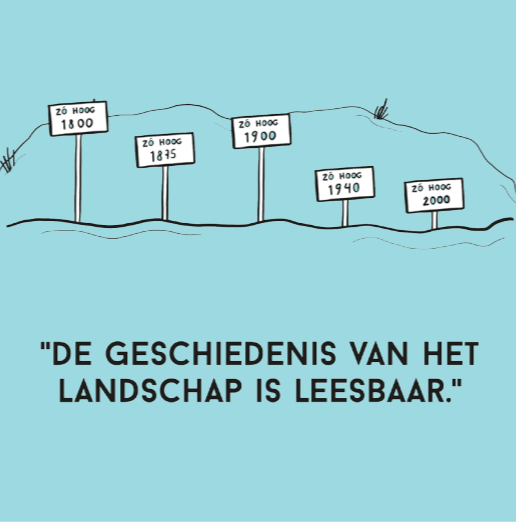 ZÓ HOOG
1800
ZÓ HOOG
1875
ZÓ HOOG
1900
ZÓ HOOG
1940
ZÓ HOOG
2000
"DE GESCHIEDENIS VAN HET
LANDSCHAP IS LEESBAAR."